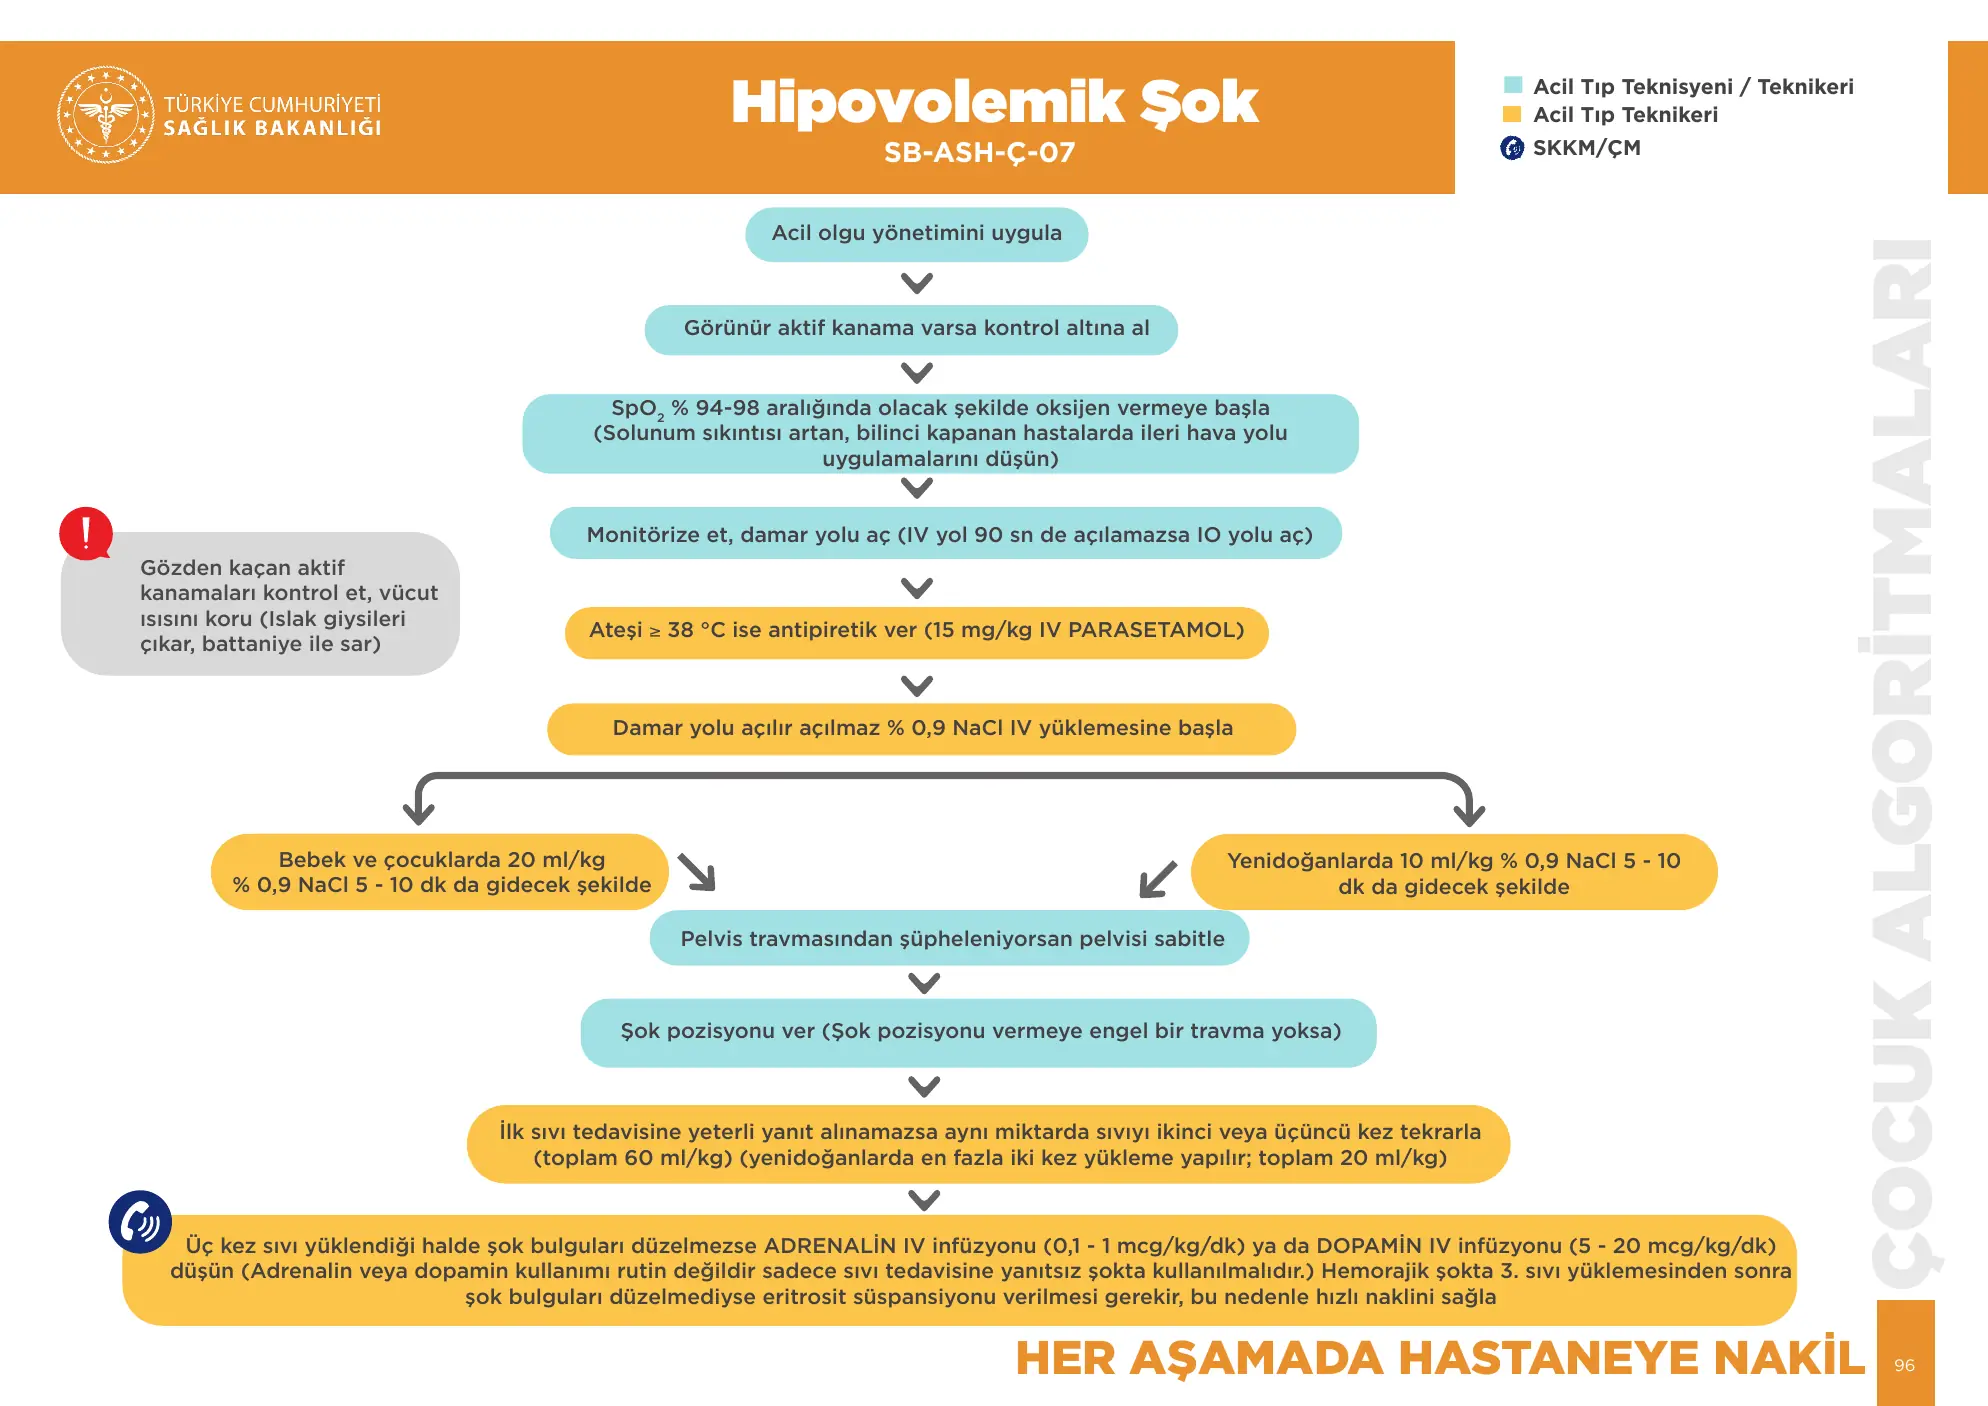 TÜRKİYE CUMHURİYETİ
SAĞLIK BAKANLIĞI
Hipovolemik Şok
SB-ASH-Ç-07
Acil Tıp Teknisyeni / Teknikeri
Acil Tıp Teknikeri
SKKM/ÇM
Acil olgu yönetimini uygula
Görünür aktif kanama varsa kontrol altına al
SpO2 % 94-98 aralığında olacak şekilde oksijen vermeye başla
(Solunum sıkıntısı artan, bilinci kapanan hastalarda ileri hava yolu
uygulamalarını düşün)
Monitörize et, damar yolu aç (IV yol 90 sn de açılamazsa IO yolu aç)
!
Gözden kaçan aktif
kanamaları kontrol et, vücut
ısısını koru (Islak giysileri
çıkar, battaniye ile sar)
Ateşi ≥ 38 °C ise antipiretik ver (15 mg/kg IV PARASETAMOL)
Damar yolu açılır açılmaz % 0,9 NaCl IV yüklemesine başla
Bebek ve çocuklarda 20 ml/kg
% 0,9 NaCl 5 - 10 dk da gidecek şekilde
Yenidoğanlarda 10 ml/kg % 0,9 NaCl 5 - 10
dk da gidecek şekilde
Pelvis travmasından şüpheleniyorsan pelvisi sabitle
Şok pozisyonu ver (Şok pozisyonu vermeye engel bir travma yoksa)
İlk sıvı tedavisine yeterli yanıt alınamazsa aynı miktarda sıvıyı ikinci veya üçüncü kez tekrarla
(toplam 60 ml/kg) (yenidoğanlarda en fazla iki kez yükleme yapılır; toplam 20 ml/kg)
Üç kez sıvı yüklendiği halde şok bulguları düzelmezse ADRENALİN IV infüzyonu (0,1 - 1 mcg/kg/dk) ya da DOPAMİN IV infüzyonu (5 - 20 mcg/kg/dk)
düşün (Adrenalin veya dopamin kullanımı rutin değildir sadece sıvı tedavisine yanıtsız şokta kullanılmalıdır.) Hemorajik şokta 3. sıvı yüklemesinden sonra
şok bulguları düzelmediyse eritrosit süspansiyonu verilmesi gerekir, bu nedenle hızlı naklini sağla
HER AŞAMADA HASTANEYE NAKİL
ÇOCUK ALGORİTMALARI
96